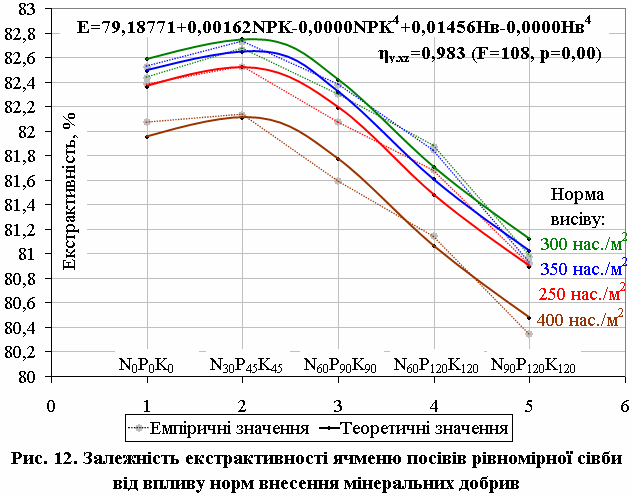 E=79,18771+0,00162NPK-0,0000NPK⁴+0,01456Нв-0,0000Нв⁴
η_y.xz=0,983 (F=108, p=0,00)
83
82,8
82,6
82,4
82,2
82
81,8
81,6
81,4
81,2
81
80,8
80,6
80,4
80,2
80
Екстрактивність, %
Норма
висіву:
300 нас./м²
350 нас./м²
250 нас./м²
400 нас./м²
N₀P₀K₀ N₃₀P₄₅K₄₅ N₆₀P₉₀K₉₀ N₆₀P₁₂₀K₁₂₀ N₉₀P₁₂₀K₁₂₀
0 1 2 3 4 5 6
Емпіричні значення Теоретичні значення
Рис. 12. Залежність екстрактивності ячменю посівів рівномірної сівби
від впливу норм внесення мінеральних добрив